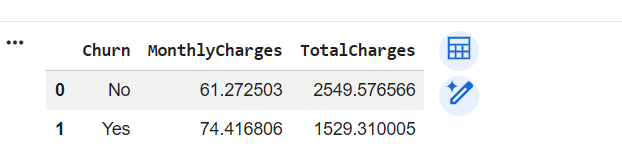 Churn MonthlyCharges TotalCharges
0 No 61.272503 2549.576566
1 Yes 74.416806 1529.310005